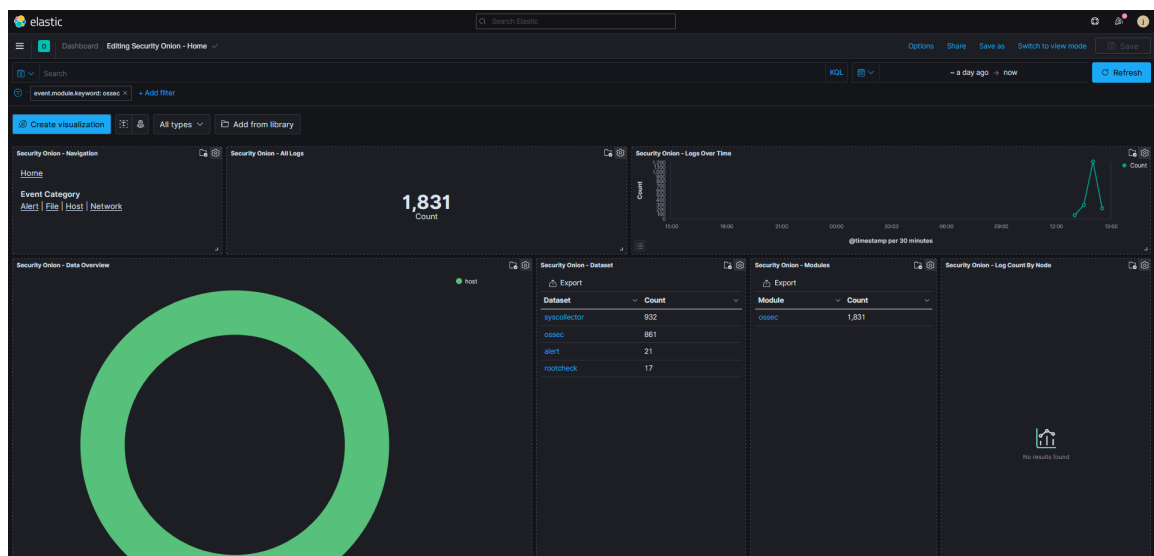 elastic
Search Elastic
D
Dashboard
Editing Security Onion - Home
Options
Share
Save as
Switch to view mode
Save
Search
KQL
~ a day ago → now
Refresh
event.module.keyword: ossec ×
+ Add filter
Create visualization
All types
Add from library
Security Onion - Navigation
Home
Event Category
Alert | File | Host | Network
Security Onion - All Logs
1,831
Count
Security Onion - Logs Over Time
Count
Count
15:00
18:00
21:00
00:00
03:00
06:00
09:00
12:00
15:00
@timestamp per 30 minutes
Security Onion - Data Overview
host
Security Onion - Dataset
Export
Dataset Count
syscollector 932
ossec 861
alert 21
rootcheck 17
Security Onion - Modules
Export
Module Count
ossec 1,831
Security Onion - Log Count By Node
No results found